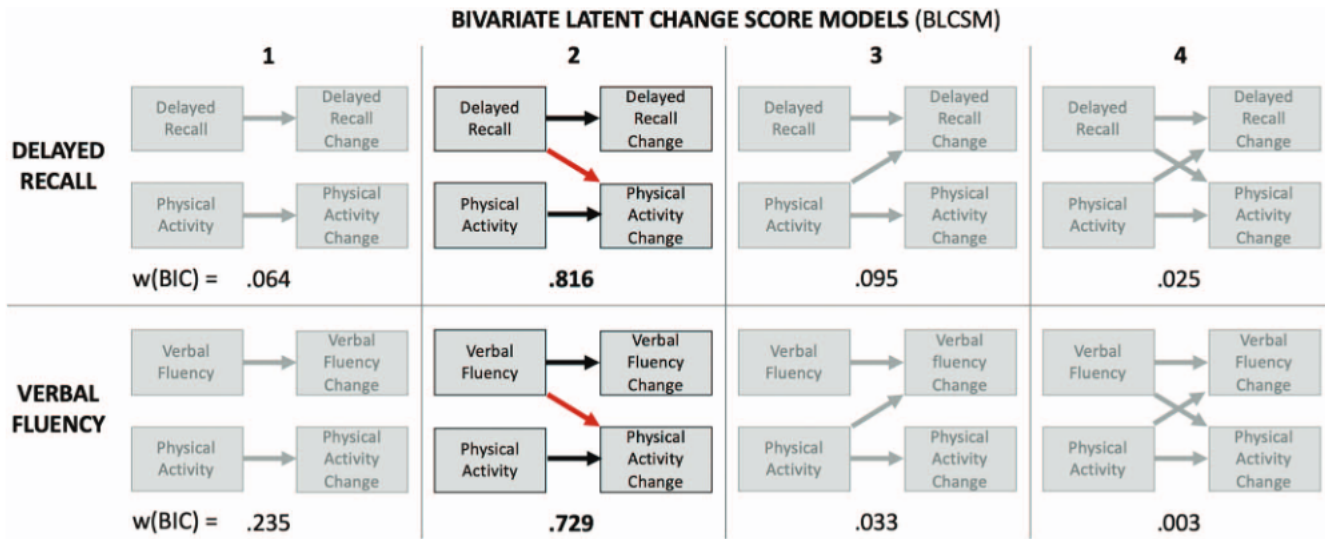 BIVARIATE LATENT CHANGE SCORE MODELS (BLCSM)
1
2
3
4
DELAYED
RECALL
Delayed
Recall
Delayed
Recall
Change
Physical
Activity
Physical
Activity
Change
Delayed
Recall
Delayed
Recall
Change
Physical
Activity
Physical
Activity
Change
Delayed
Recall
Delayed
Recall
Change
Physical
Activity
Physical
Activity
Change
Delayed
Recall
Delayed
Recall
Change
Physical
Activity
Physical
Activity
Change
w(BIC) = .064
.816
.095
.025
VERBAL
FLUENCY
Verbal
Fluency
Verbal
Fluency
Change
Physical
Activity
Physical
Activity
Change
Verbal
Fluency
Verbal
Fluency
Change
Physical
Activity
Physical
Activity
Change
Verbal
Fluency
Verbal
fluency
Change
Physical
Activity
Physical
Activity
Change
Verbal
Fluency
Verbal
Fluency
Change
Physical
Activity
Physical
Activity
Change
w(BIC) = .235
.729
.033
.003